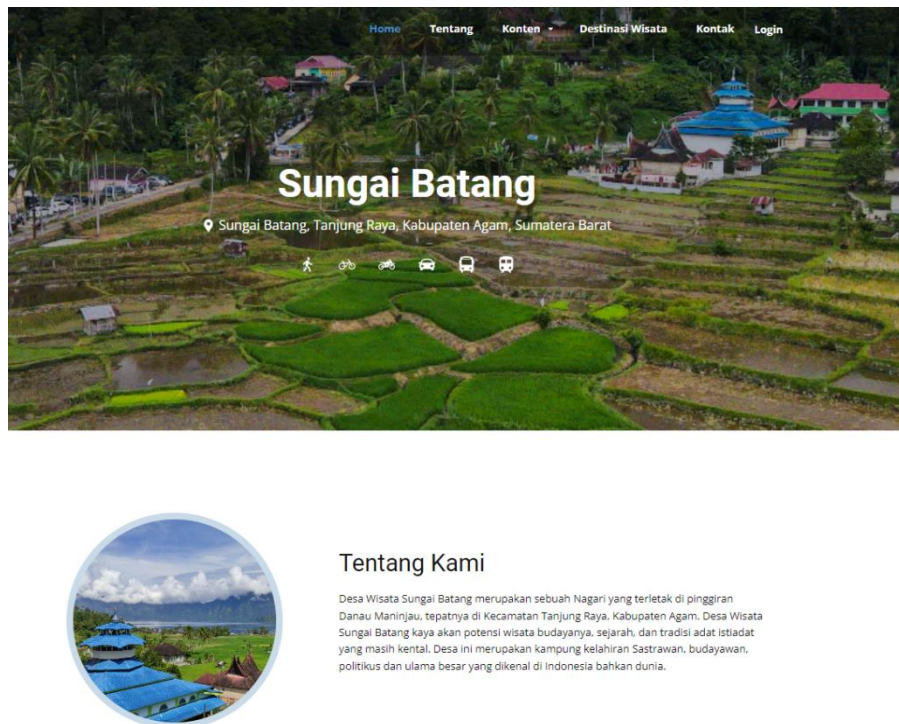 Home Tentang Konten Destinasi Wisata Kontak Login
Sungai Batang
Sungai Batang, Tanjung Raya, Kabupaten Agam, Sumatera Barat
Tentang Kami
Desa Wisata Sungai Batang merupakan sebuah Nagari yang terletak di pinggiran
Danau Maninjau, tepatnya di Kecamatan Tanjung Raya, Kabupaten Agam. Desa Wisata
Sungai Batang kaya akan potensi wisata budayanya, sejarah, dan tradisi adat istiadat
yang masih kental. Desa ini merupakan kampung kelahiran Sastrawan, budayawan,
politikus dan ulama besar yang dikenal di Indonesia bahkan dunia.